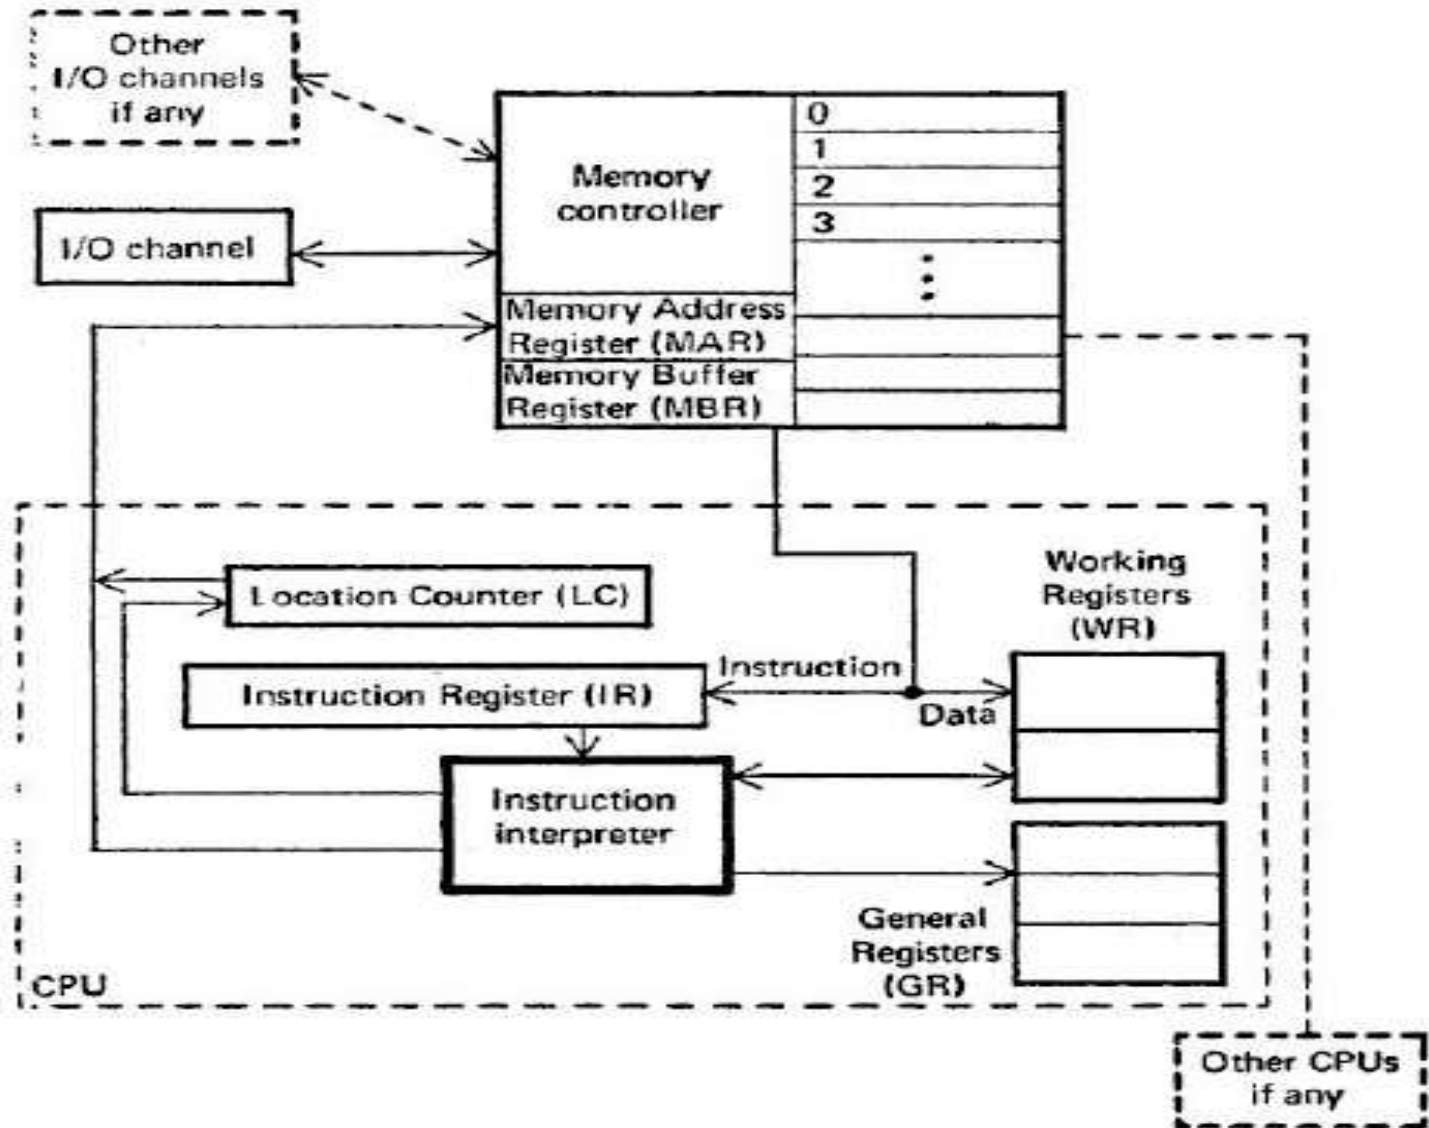 Other
I/O channels
if any
I/O channel
Memory
controller
Memory Address
Register (MAR)
Memory Buffer
Register (MBR)
0
1
2
3
Location Counter (LC)
Instruction Register (IR)
Instruction
Data
Working
Registers
(WR)
Instruction
interpreter
General
Registers
(GR)
CPU
Other CPUs
if any